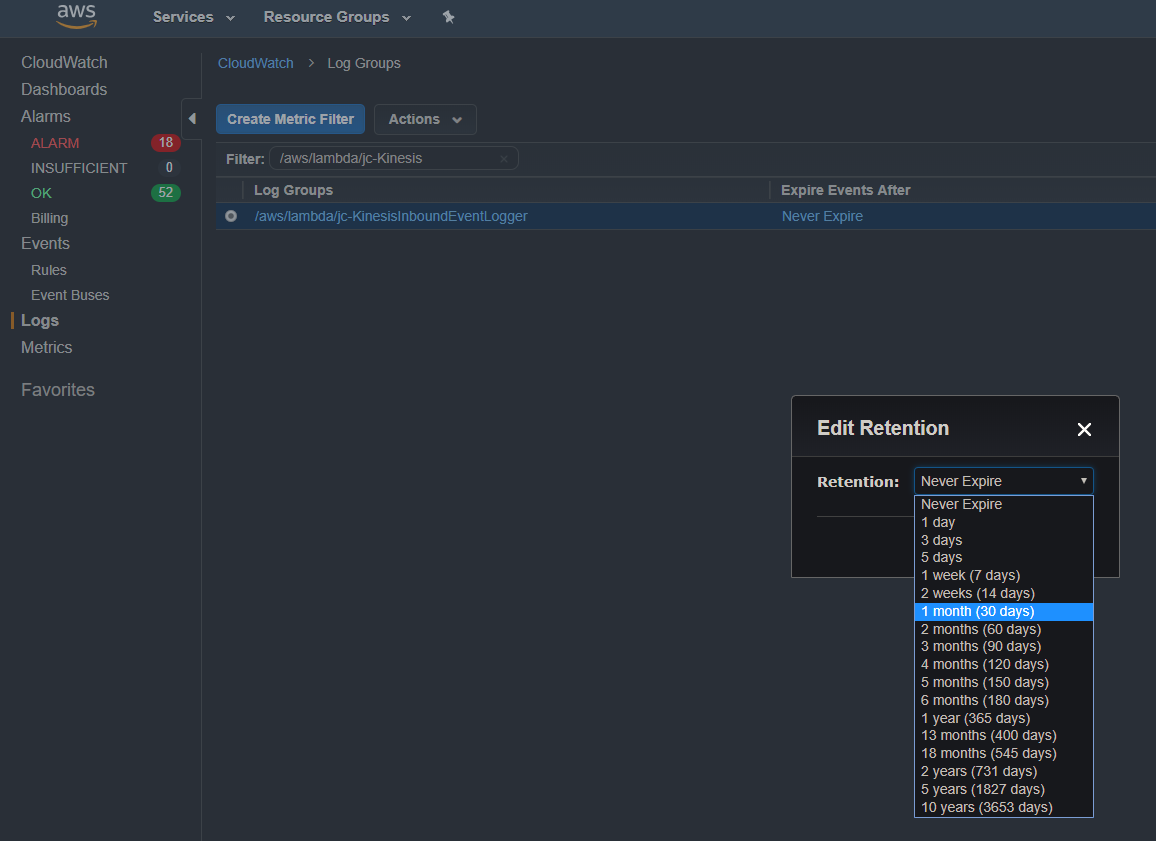 aws Services Resource Groups
CloudWatch
Dashboards
Alarms
ALARM 18
INSUFFICIENT 0
OK 52
Billing
Events
Rules
Event Buses
Logs
Metrics
Favorites
CloudWatch > Log Groups
Create Metric Filter Actions
Filter: /aws/lambda/jc-Kinesis ×
Log Groups Expire Events After
/aws/lambda/jc-KinesisInboundEventLogger Never Expire
Edit Retention
Retention: Never Expire
Never Expire
1 day
3 days
5 days
1 week (7 days)
2 weeks (14 days)
1 month (30 days)
2 months (60 days)
3 months (90 days)
4 months (120 days)
5 months (150 days)
6 months (180 days)
1 year (365 days)
13 months (400 days)
18 months (545 days)
2 years (731 days)
5 years (1827 days)
10 years (3653 days)